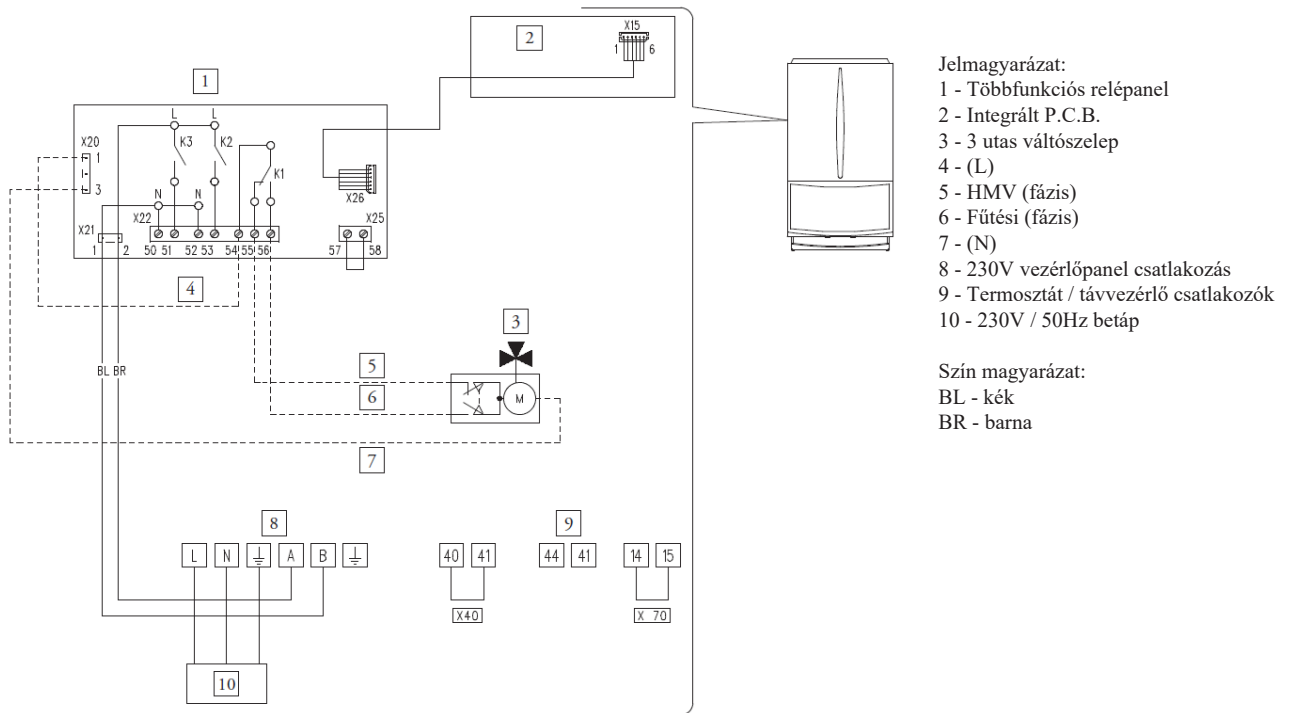 X15
2
1 6
1
L L
X20
K3 K2
1
K1
3
X26
N N
X22 X25
X21
1 2 50 51 52 53 54 55 56 57 58
4
3
BL BR
5
6
M
7
8
9
L N A B
40 41 44 41 14 15
X40 X 70
10
Jelmagyarázat:
1 - Többfunkciós relépanel
2 - Integrált P.C.B.
3 - 3 utas váltószelep
4 - (L)
5 - HMV (fázis)
6 - Fűtési (fázis)
7 - (N)
8 - 230V vezérlőpanel csatlakozás
9 - Termosztát / távvezérlő csatlakozók
10 - 230V / 50Hz betáp
Szín magyarázat:
BL - kék
BR - barna